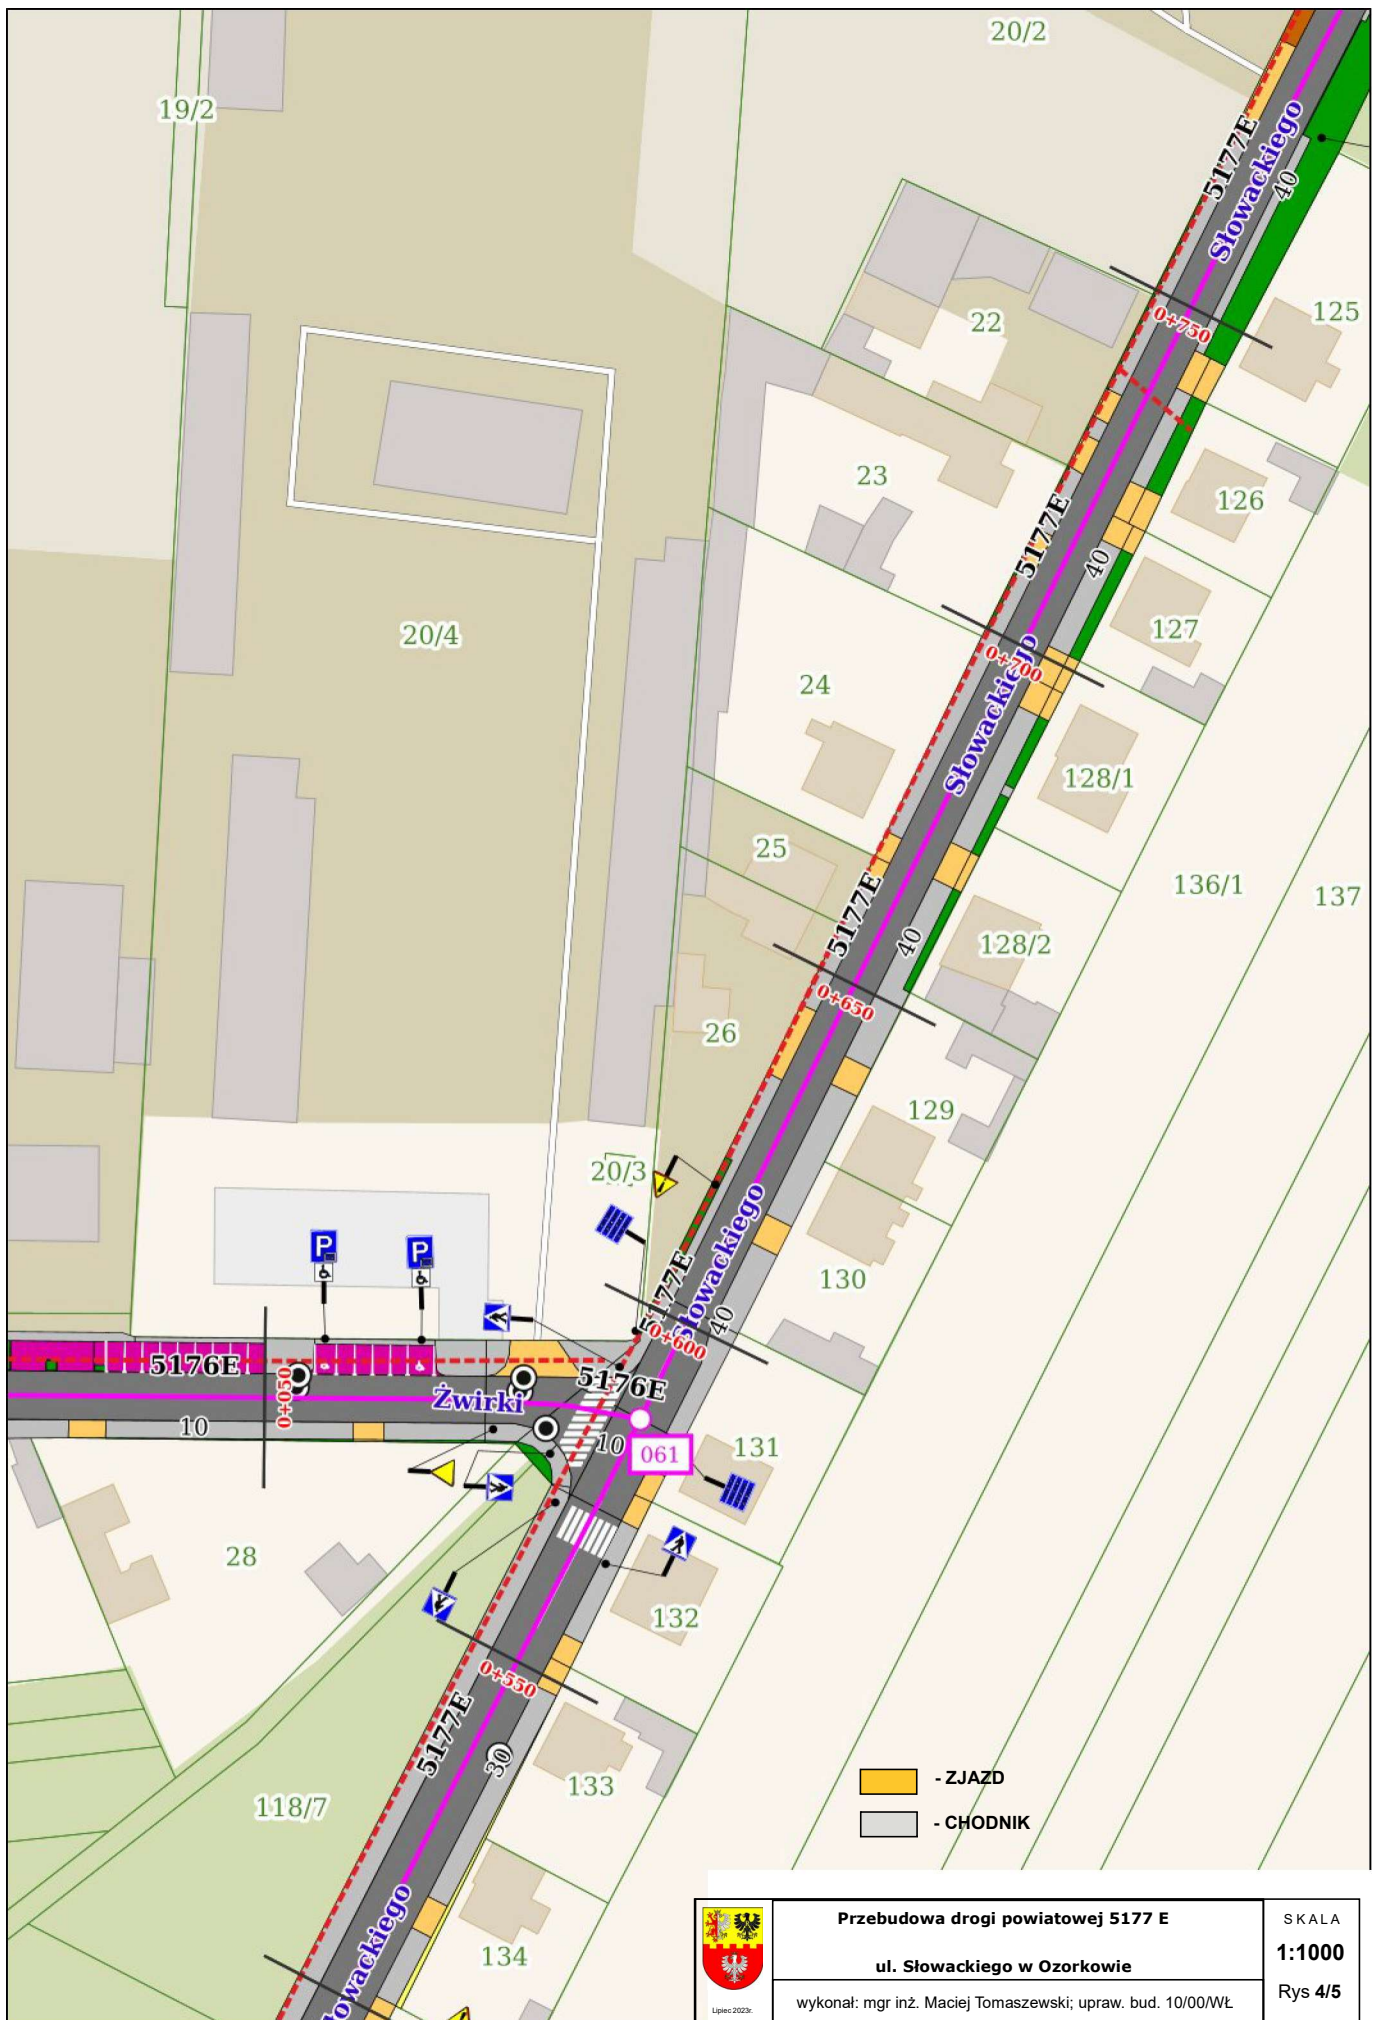 20/2
19/2
5177E
Słowackiego
40
125
0+750
22
23
126
5177E
40
127
20/4
0+700
24
Słowackiego
128/1
25
136/1
137
5177E
40
128/2
0+650
26
129
20/3
Słowackiego
5177E
130
40
0+600
P
P
5176E
5176E
Żwirki
0+050
10
10
061
131
28
132
0+550
5177E
30
133
118/7
- ZJAZD
- CHODNIK
134
Słowackiego
Przebudowa drogi powiatowej 5177 E
ul. Słowackiego w Ozorkowie
wykonał: mgr inż. Maciej Tomaszewski; upraw. bud. 10/00/WŁ
Lipiec 2023r.
SKALA
1:1000
Rys 4/5